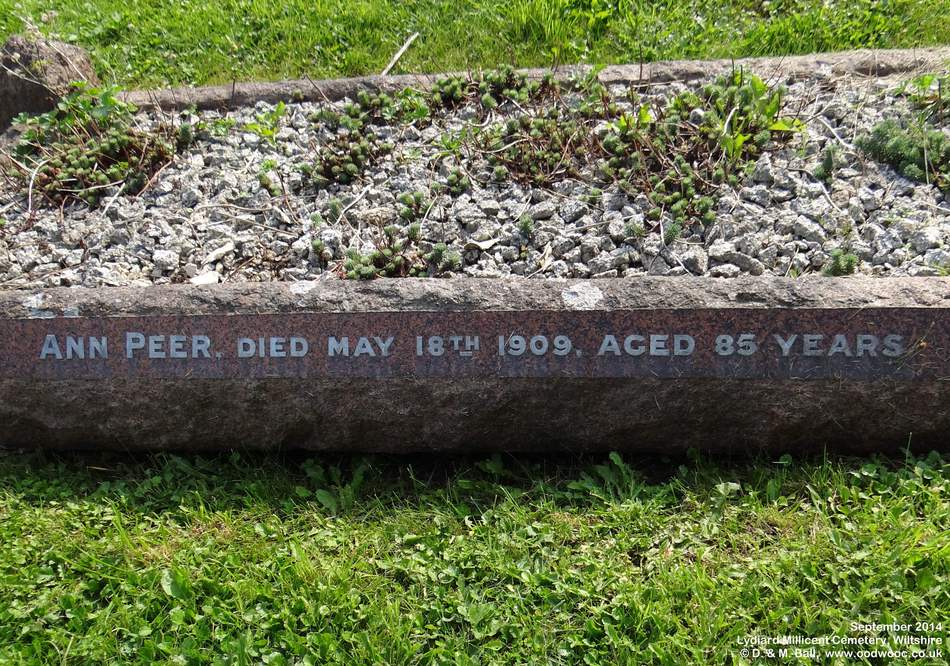 ANN PEER, DIED MAY 18TH 1909, AGED 85 YEARS.
September 2014
Lydiard Millicent Cemetery, Wiltshire
© D. & M. Ball, www.oodwooc.co.uk